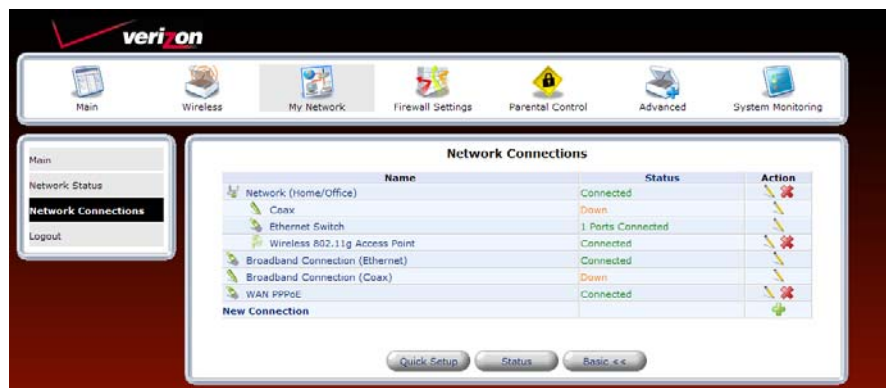 verizon
Main Wireless My Network Firewall Settings Parental Control Advanced System Monitoring
Main
Network Status
Network Connections
Logout
Network Connections
Name Status Action
Network (Home/Office) Connected
Coax Down
Ethernet Switch 1 Ports Connected
Wireless 802.11g Access Point Connected
Broadband Connection (Ethernet) Connected
Broadband Connection (Coax) Down
WAN PPPoE Connected
New Connection
Quick Setup Status Basic <<